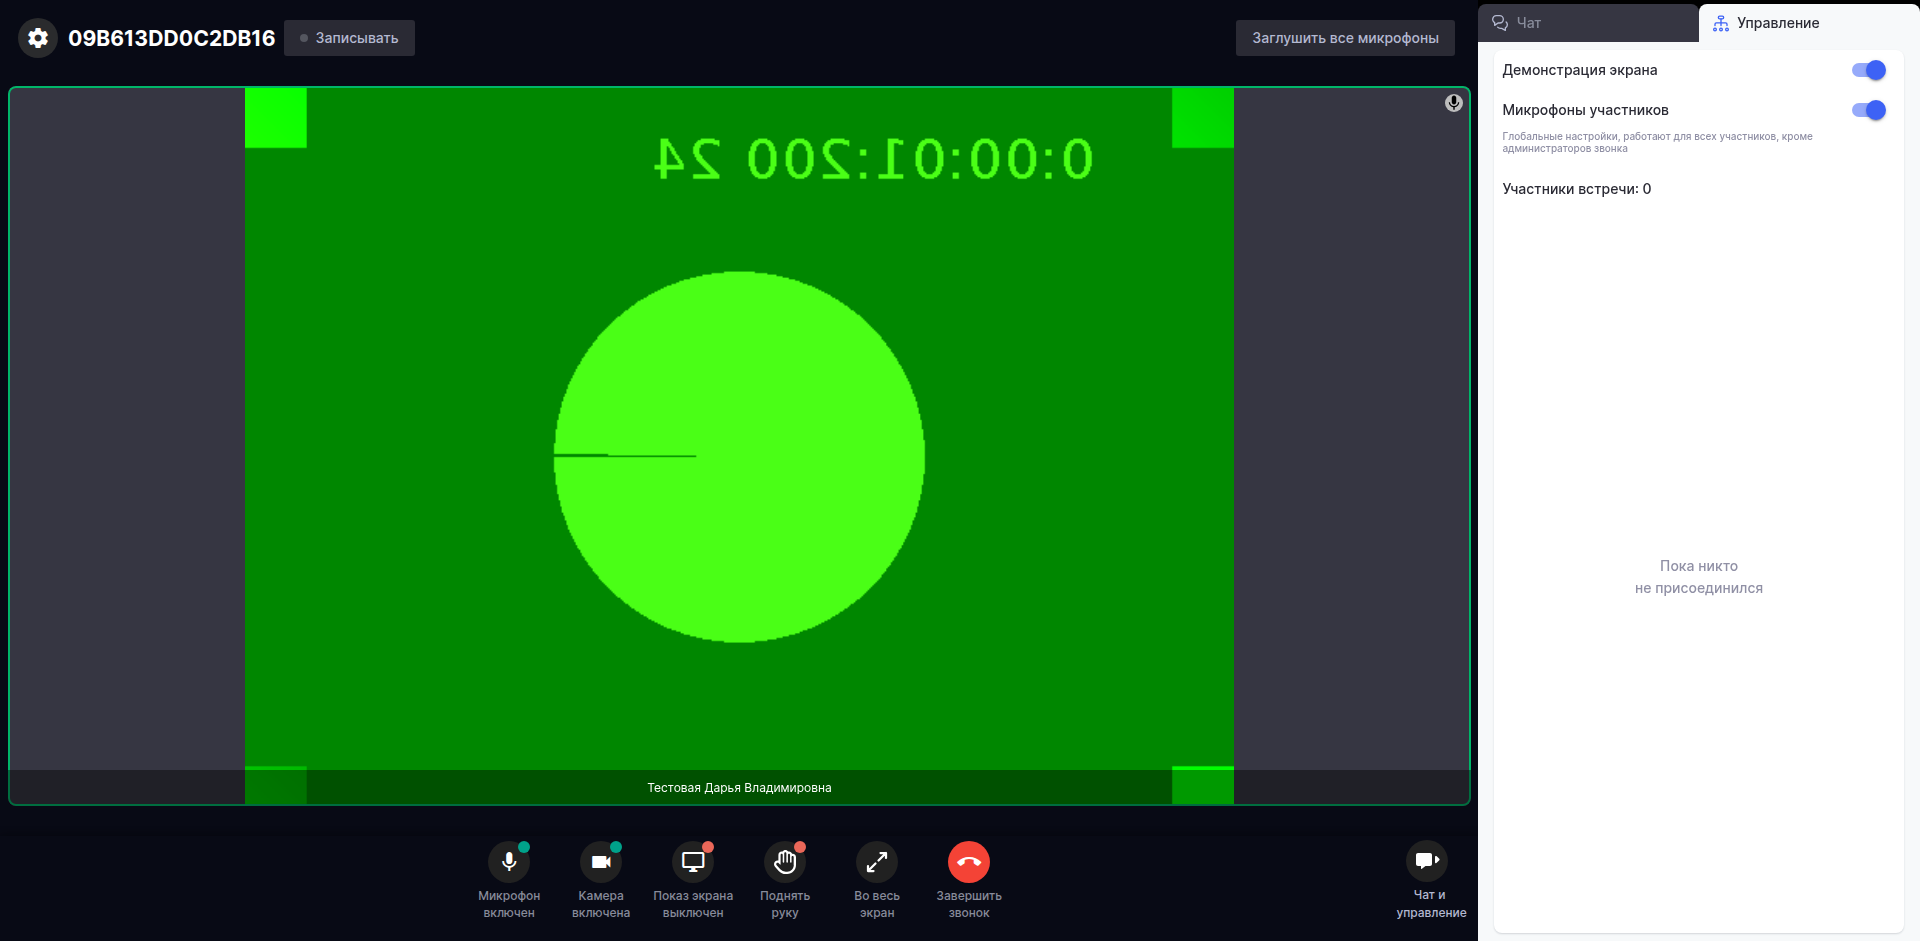 09B613DD0C2DB16
Записывать
Заглушить все микрофоны
Чат
Управление
Демонстрация экрана
Микрофоны участников
Глобальные настройки, работают для всех участников, кроме
администраторов звонка
Участники встречи: 0
Пока никто
не присоединился
0:00:01:200 24
Тестовая Дарья Владимировна
Микрофон
включен
Камера
включена
Показ экрана
выключен
Поднять
руку
Во весь
экран
Завершить
звонок
Чат и
управление